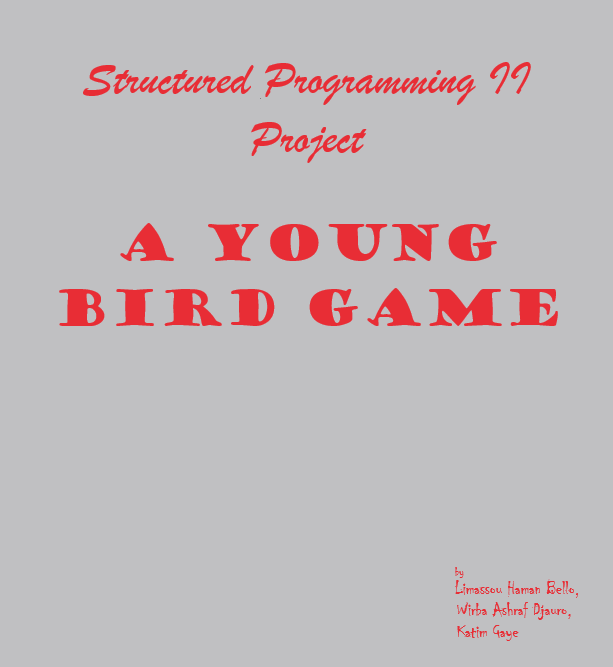 Structured Programming II
Project
A YOUNG
BIRD GAME
by
Limassou Haman Bello,
Wirba Ashraf Djauro,
Katim Gaye